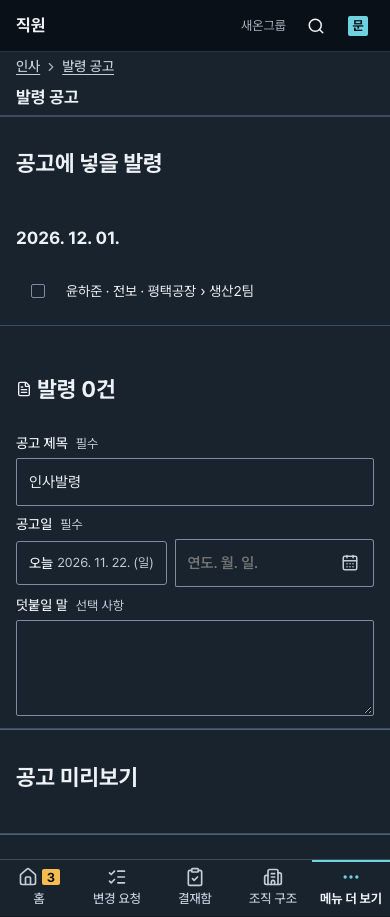 직원
새온그룹
문
인사 > 발령 공고
발령 공고
공고에 넣을 발령
2026. 12. 01.
윤하준 · 전보 · 평택공장 › 생산2팀
발령 0건
공고 제목 필수
인사발령
공고일 필수
오늘 2026. 11. 22. (일)
연도. 월. 일.
덧붙일 말 선택 사항
공고 미리보기
3
홈
변경 요청
결재함
조직 구조
메뉴 더 보기